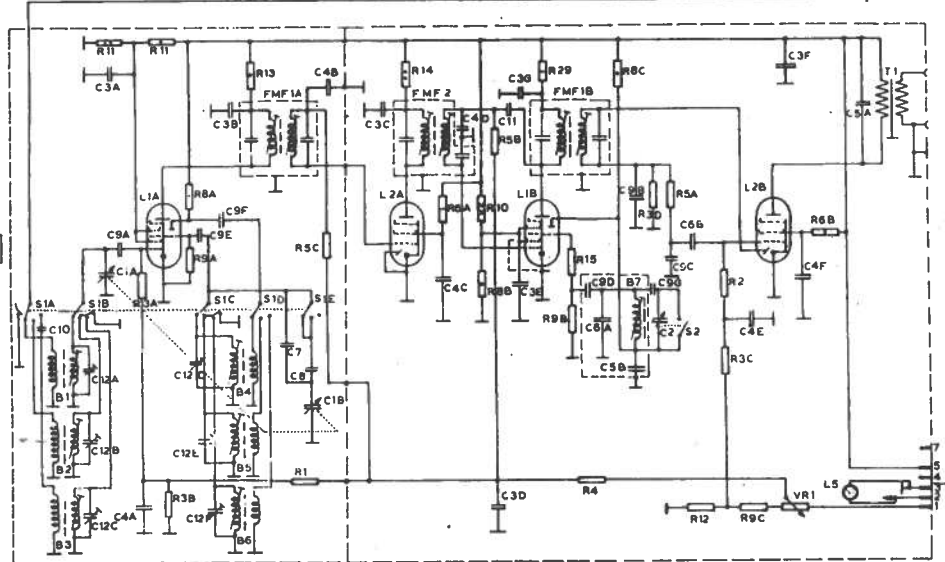 R11
R11
C3A
R13
C4B
FMF1A
C3B
R14
FMF2
C3C
C4D
R5B
C3G
C11
R29
FMF1B
R8C
C3F
T1
C5A
L1A
R8A
C9F
C9A
C9E
R9A
C1A
R3A
R5C
L2A
R6A
R10
C4C
R8B
L1B
C3E
R15
C9B
R3D
R5A
C6B
C9C
L2B
R6B
C4F
R2
C4E
R3C
R9B
C9D
B7
C9G
C6A
C2
S2
C5B
S1A
S1B
S1C
S1D
S1E
C10
C12A
B1
C12B
B2
C12C
B3
C12D
B4
C12E
B5
C12F
B6
C7
C8
C1B
C4A
R3B
R1
C3D
R4
R12
R9C
VR1
L5
7
5
4
1